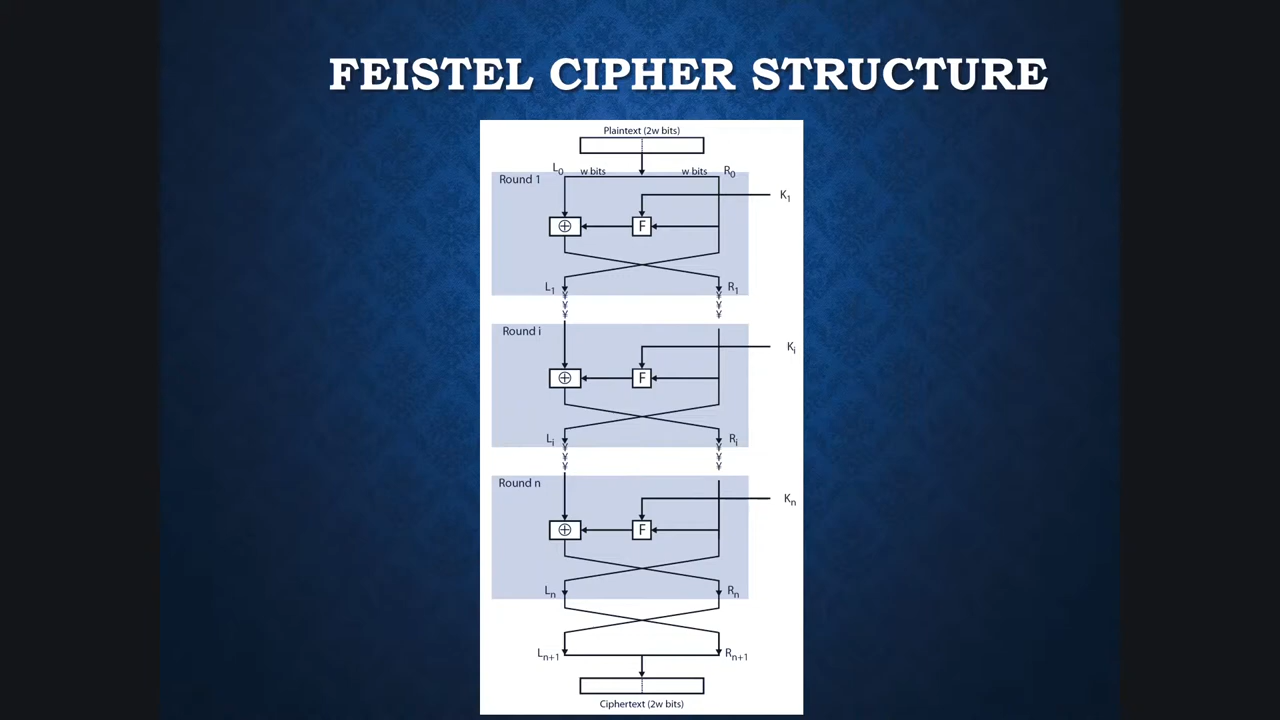 FEISTEL CIPHER STRUCTURE
Plaintext (2w bits)
L0 w bits w bits R0
Round 1
K1
⊕ F
L1 R1
¥ ¥
¥ ¥
¥ ¥
Round i
Ki
⊕ F
Li Ri
¥ ¥
¥ ¥
¥ ¥
Round n
Kn
⊕ F
Ln Rn
Ln+1 Rn+1
Ciphertext (2w bits)